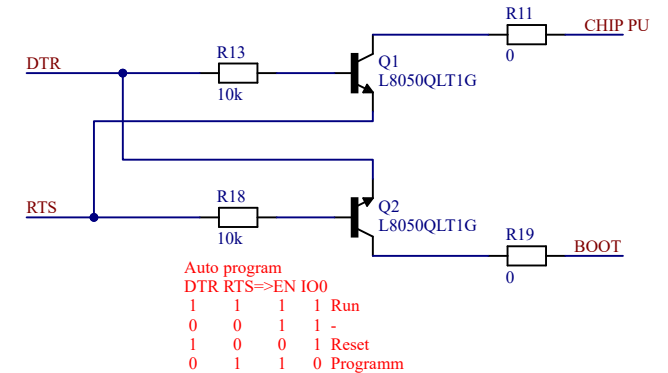 R11
CHIP PU
0
DTR
R13
10k
Q1
L8050QLT1G
RTS
R18
10k
Q2
L8050QLT1G
R19
BOOT
0
Auto program
DTR RTS=>EN IO0
1 1 1 1 Run
0 0 1 1 -
1 0 0 1 Reset
0 1 1 0 Programm